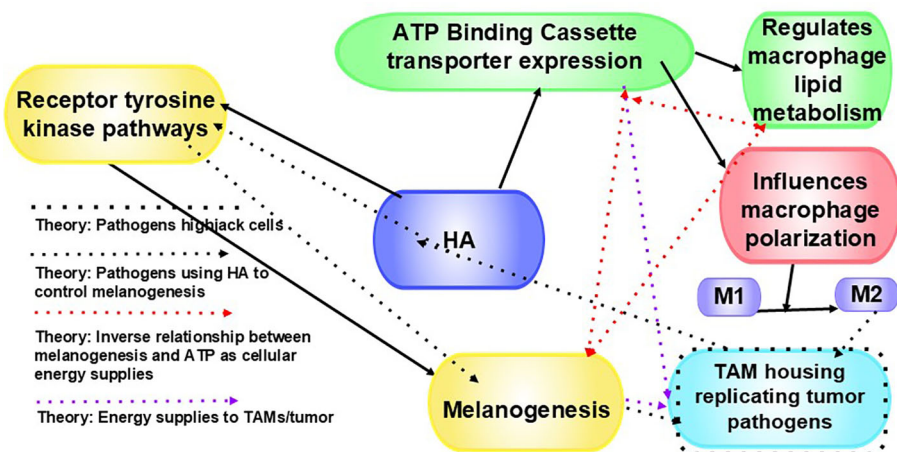 ATP Binding Cassette
transporter expression
Regulates
macrophage
lipid
metabolism
Receptor tyrosine
kinase pathways
Influences
macrophage
polarization
HA
Theory: Pathogens highjack cells
Theory: Pathogens using HA to
control melanogenesis
Theory: Inverse relationship between
melanogenesis and ATP as cellular
energy supplies
Theory: Energy supplies to TAMs/tumor
M1
M2
Melanogenesis
TAM housing
replicating tumor
pathogens